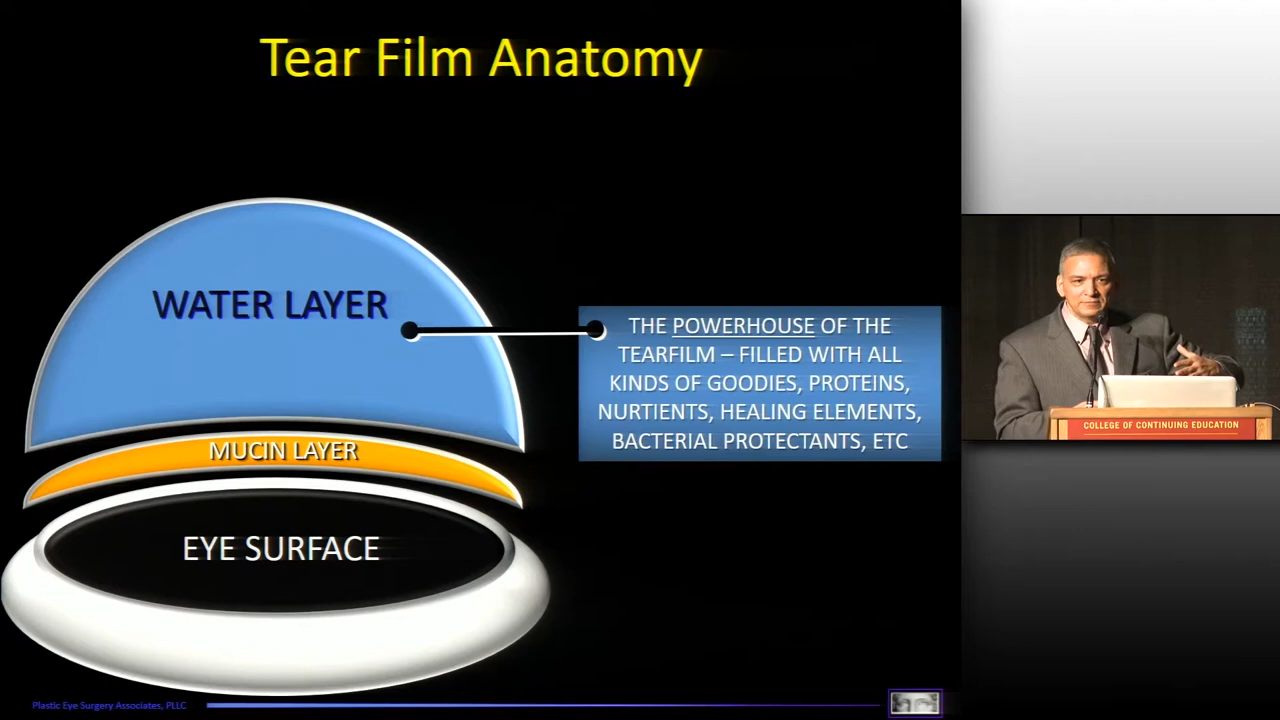 Tear Film Anatomy
WATER LAYER
THE POWERHOUSE OF THE
TEARFILM – FILLED WITH ALL
KINDS OF GOODIES, PROTEINS,
NURTIENTS, HEALING ELEMENTS,
BACTERIAL PROTECTANTS, ETC
MUCIN LAYER
EYE SURFACE
COLLEGE OF CONTINUING EDUCATION
Plastic Eye Surgery Associates, PLLC